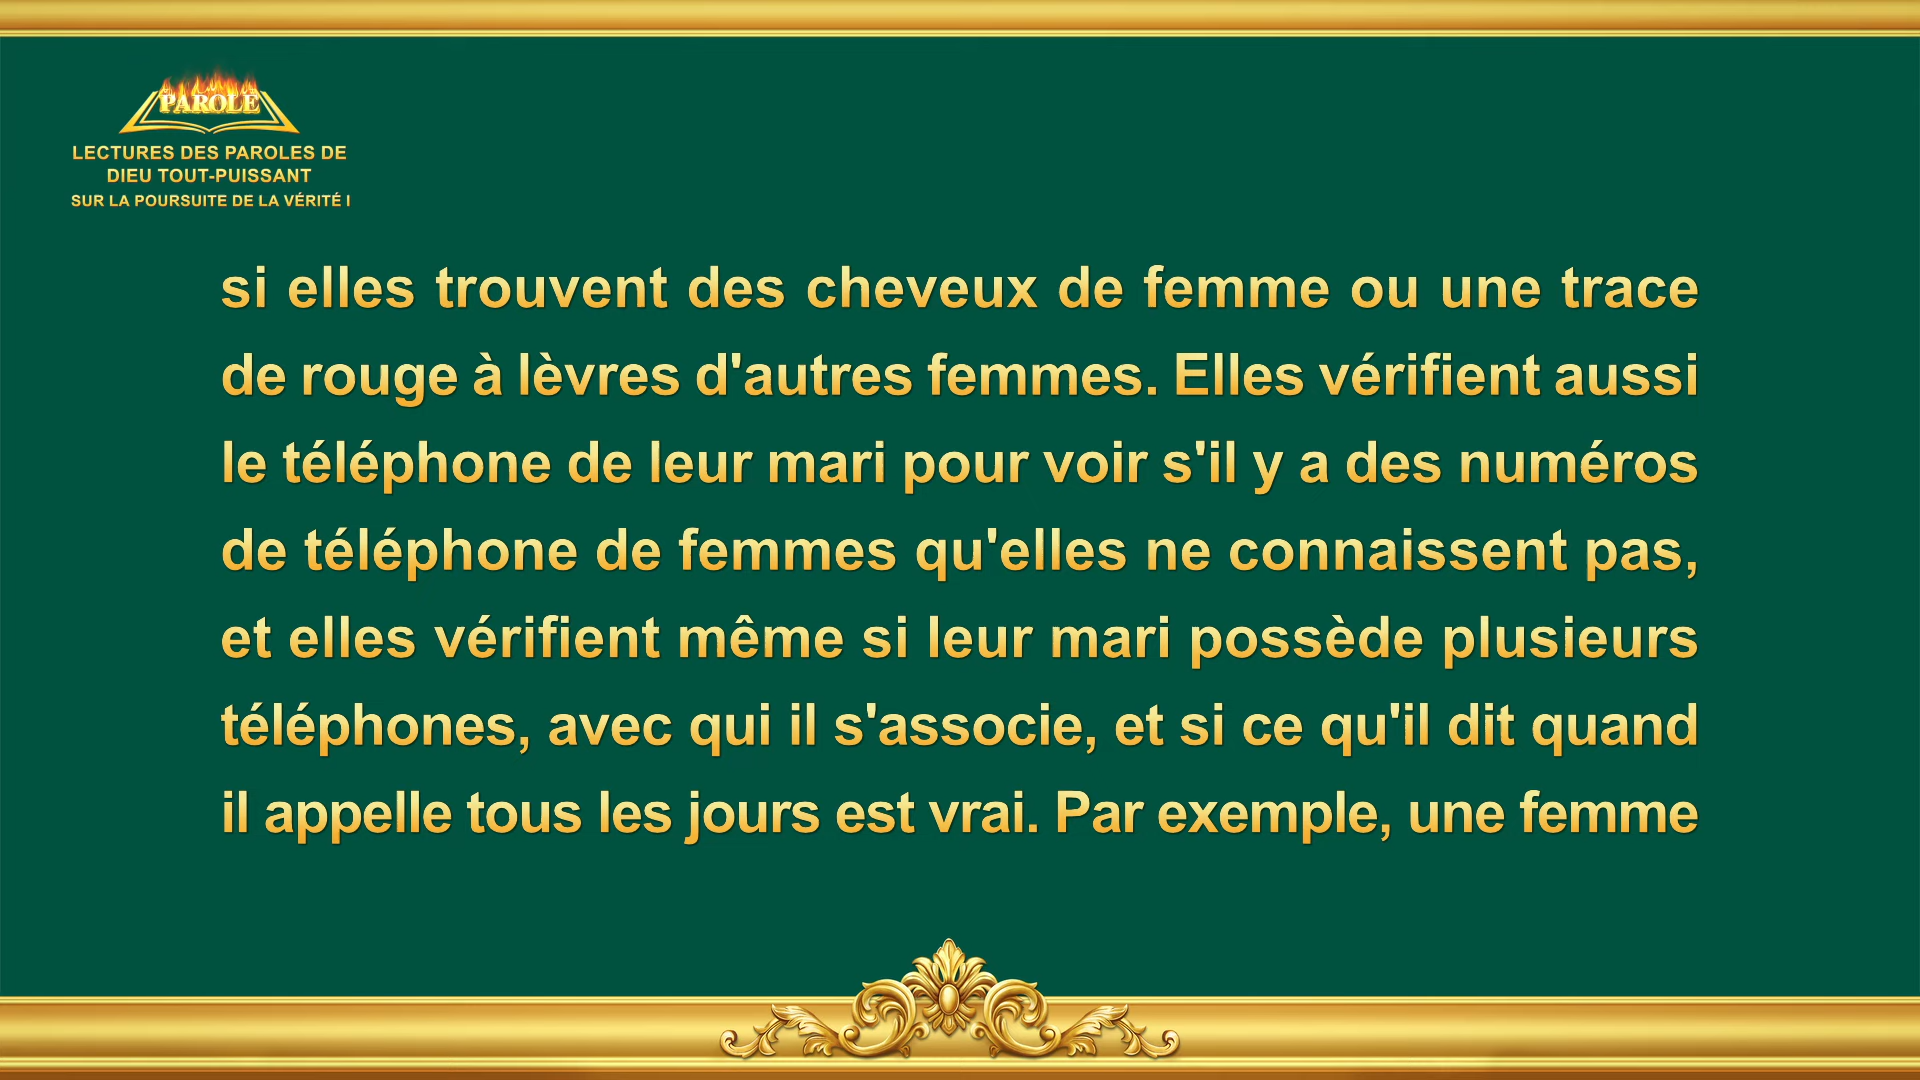 PAROLE
LECTURES DES PAROLES DE
DIEU TOUT-PUISSANT
SUR LA POURSUITE DE LA VÉRITÉ I
si elles trouvent des cheveux de femme ou une trace
de rouge à lèvres d'autres femmes. Elles vérifient aussi
le téléphone de leur mari pour voir s'il y a des numéros
de téléphone de femmes qu'elles ne connaissent pas,
et elles vérifient même si leur mari possède plusieurs
téléphones, avec qui il s'associe, et si ce qu'il dit quand
il appelle tous les jours est vrai. Par exemple, une femme